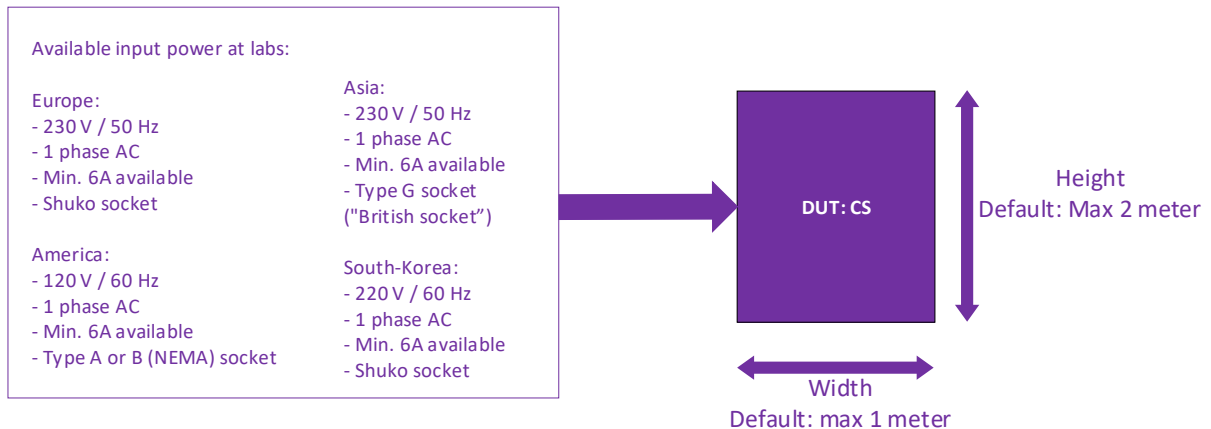 Available input power at labs:
Europe:
- 230 V / 50 Hz
- 1 phase AC
- Min. 6A available
- Shuko socket
America:
- 120 V / 60 Hz
- 1 phase AC
- Min. 6A available
- Type A or B (NEMA) socket
Asia:
- 230 V / 50 Hz
- 1 phase AC
- Min. 6A available
- Type G socket
("British socket”)
South-Korea:
- 220 V / 60 Hz
- 1 phase AC
- Min. 6A available
- Shuko socket
DUT: CS
Height
Default: Max 2 meter
Width
Default: max 1 meter